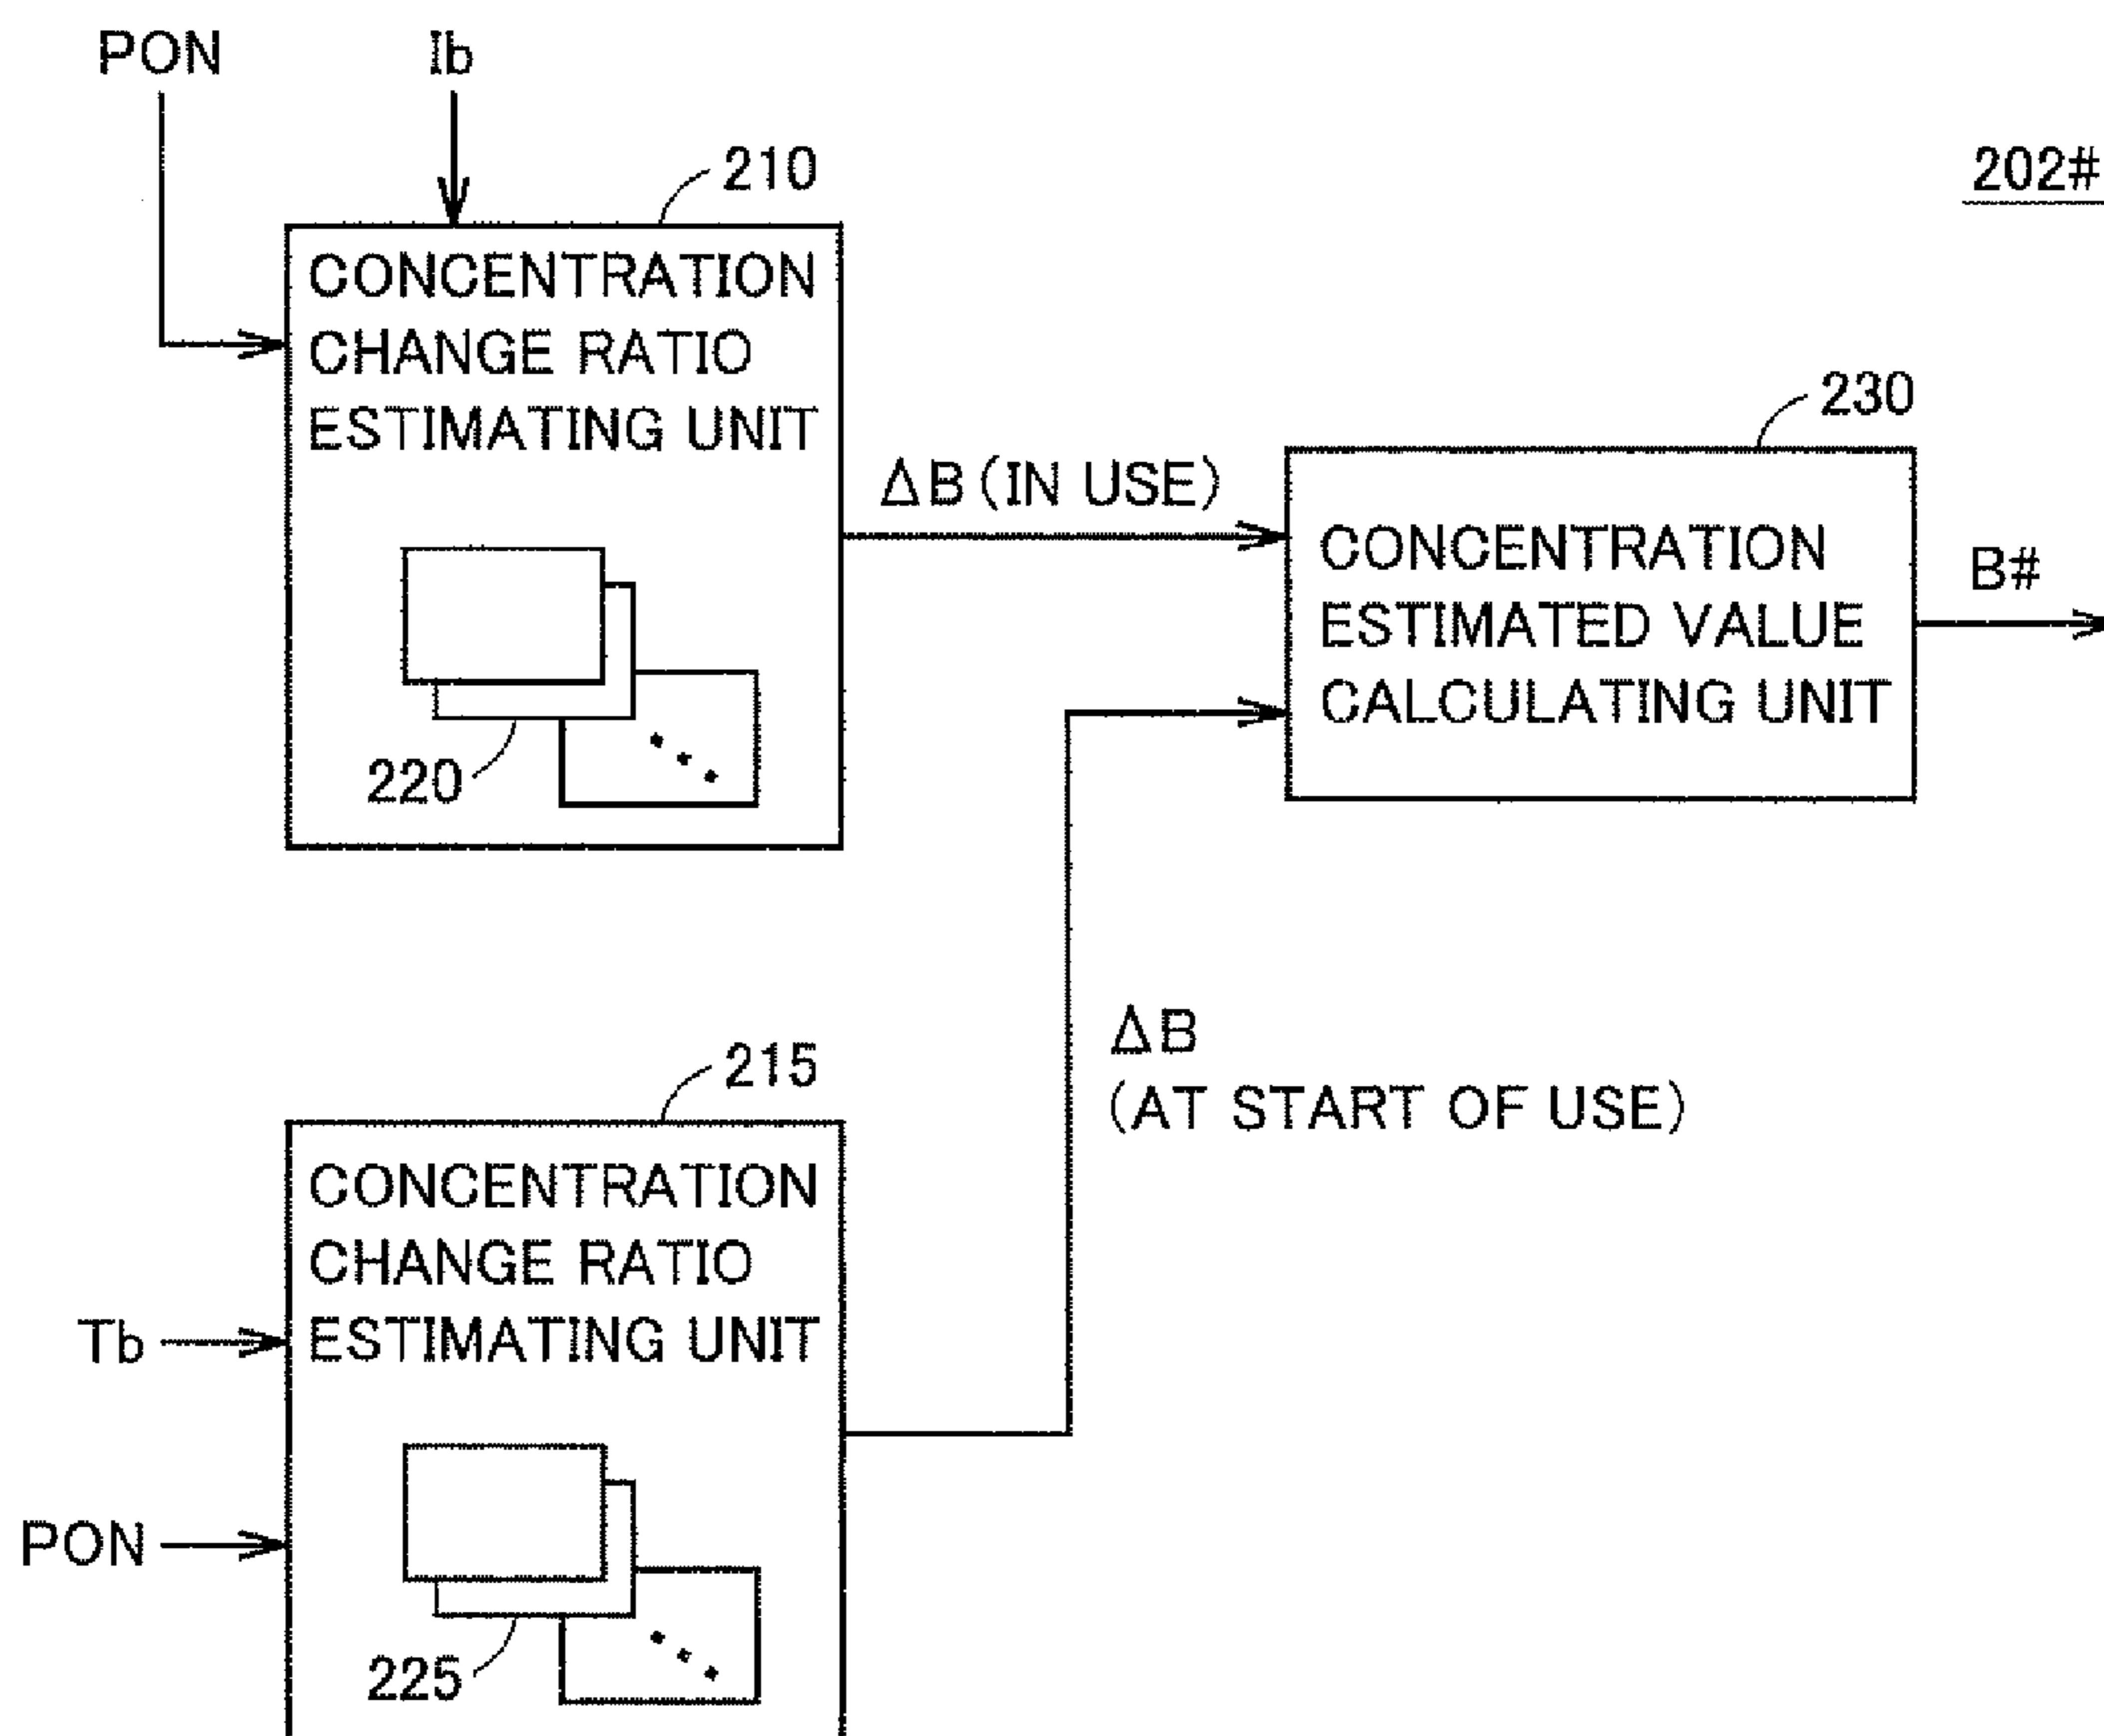 PON
Ib
210
202#
CONCENTRATION
CHANGE RATIO
ESTIMATING UNIT
220
ΔB (IN USE)
230
CONCENTRATION
ESTIMATED VALUE
CALCULATING UNIT
B#
ΔB
(AT START OF USE)
215
CONCENTRATION
CHANGE RATIO
ESTIMATING UNIT
Tb
PON
225